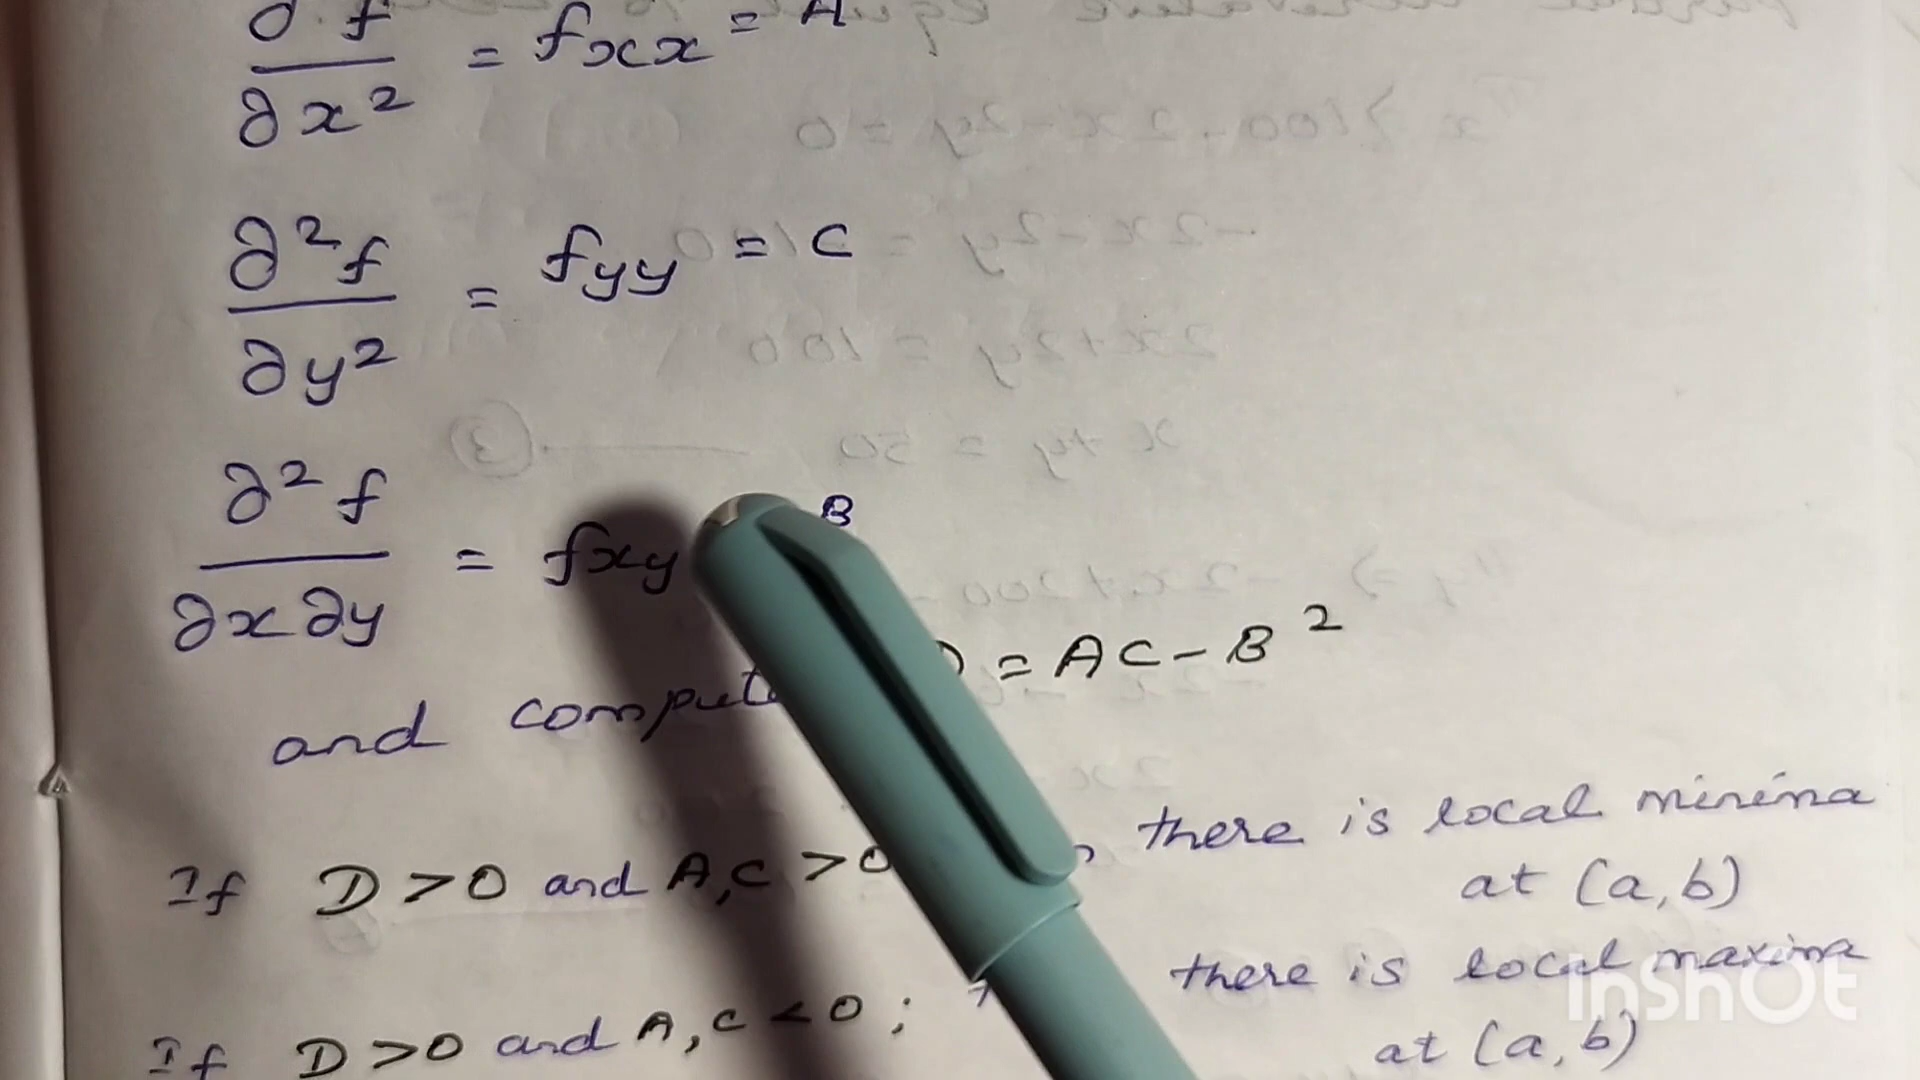 ∂²f/∂x² = fxx = A
∂²f/∂y² = fyy = C
∂²f/∂x∂y = fxy B
and compute D = AC - B²
If D > 0 and A, C > 0, there is local minima
at (a, b)
If D > 0 and A, C < 0; there is local maxima
at (a, b)
InShOt